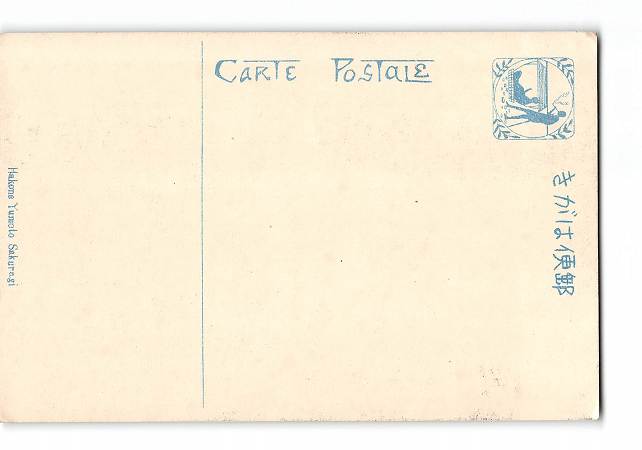 CARTE POSTALE
きがは便郵
Hakone Yumoto Sakuragi